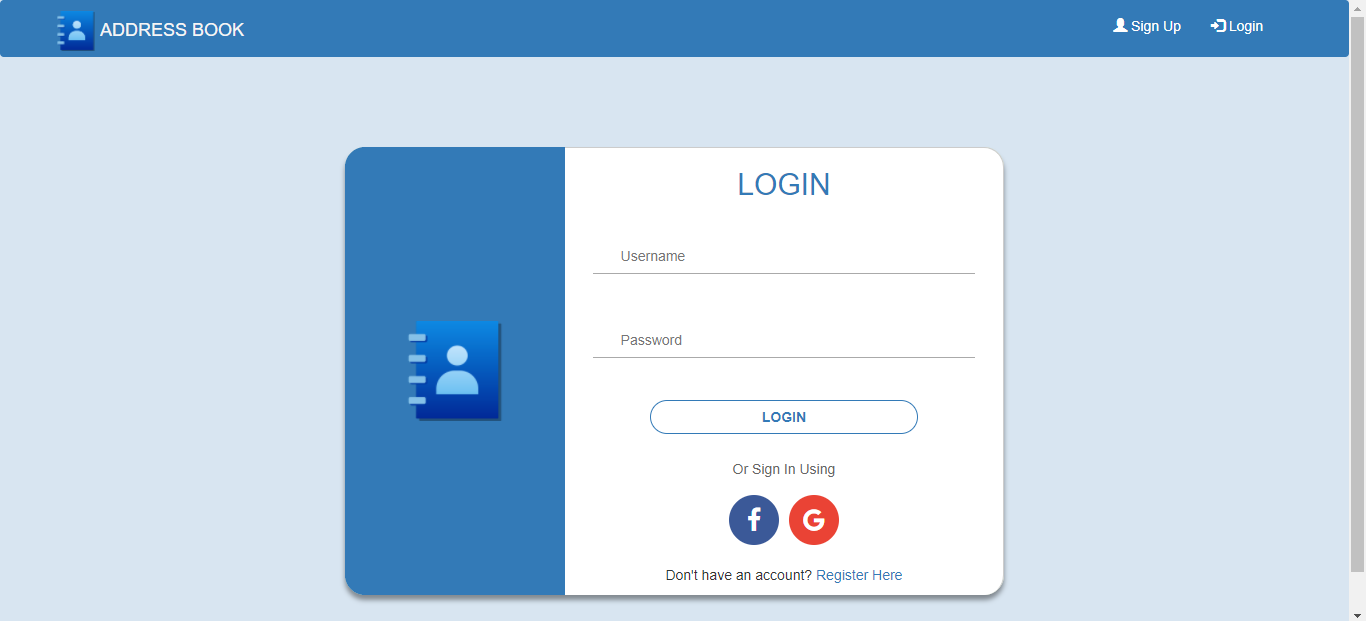 ADDRESS BOOK
Sign Up
Login
LOGIN
Username
Password
LOGIN
Or Sign In Using
f G
Don't have an account? Register Here